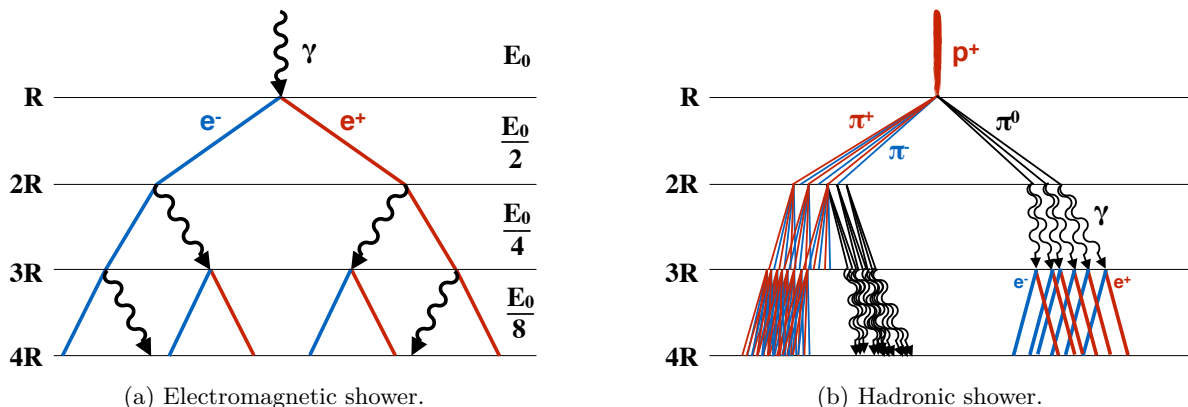 γ
E₀
R
e⁻
e⁺
E₀
2
2R
E₀
4
3R
E₀
8
4R
(a) Electromagnetic shower.
p⁺
R
π⁺
π⁻
π⁰
2R
γ
3R
e⁻
e⁺
4R
(b) Hadronic shower.